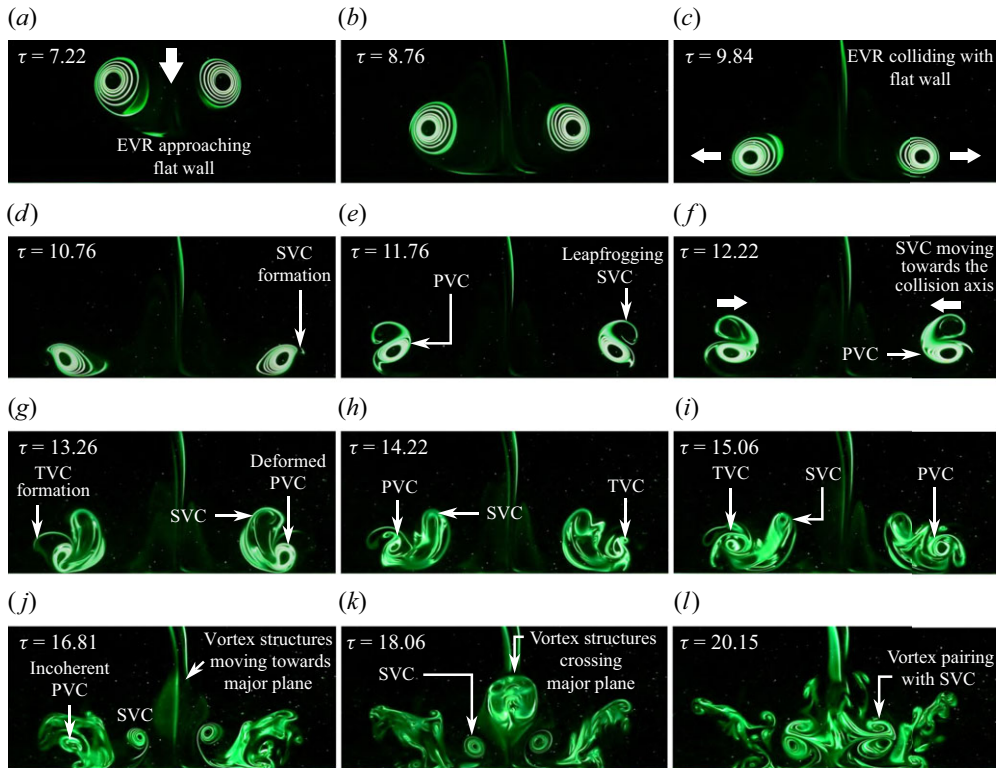 (a)
(b)
(c)
τ = 7.22
EVR approaching
flat wall
τ = 8.76
τ = 9.84
EVR colliding with
flat wall
(d)
(e)
(f)
τ = 10.76
SVC
formation
τ = 11.76
PVC
Leapfrogging
SVC
τ = 12.22
SVC moving
towards the
collision axis
PVC
(g)
(h)
(i)
τ = 13.26
TVC
formation
SVC
Deformed
PVC
τ = 14.22
PVC
SVC
TVC
τ = 15.06
TVC
SVC
PVC
(j)
(k)
(l)
τ = 16.81
Incoherent
PVC
SVC
Vortex structures
moving towards
major plane
τ = 18.06
SVC
Vortex structures
crossing
major plane
τ = 20.15
Vortex pairing
with SVC